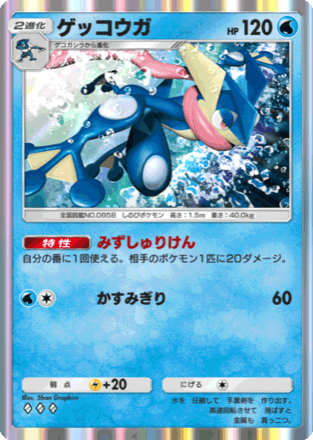 2進化 ゲッコウガ HP 120
ゲコガシラから進化
全国図鑑NO.0658 しのびポケモン 高さ:1.5m 重さ:40.0kg
特性 みずしゅりけん
自分の番に1回使える。相手のポケモン1匹に20ダメージ。
かすみぎり 60
弱点 +20 にげる
Illus. 5ban Graphics
水を 圧縮して 手裏剣を 作り出す。
高速回転させて 飛ばすと
金属も 真っ二つ。